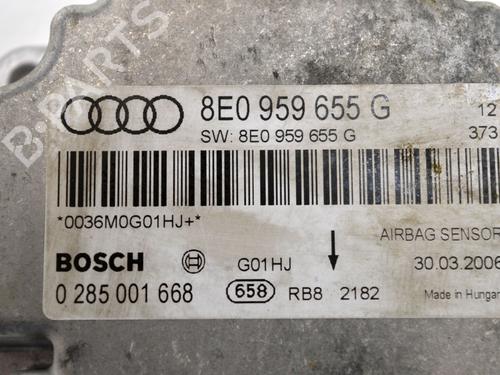 8E0 959 655 G 12
SW: 8E0 959 655 G 373
*0036M0G01HJ+*
AIRBAG SENSOR
BOSCH G01HJ 30.03.2006
0 285 001 668 658 RB8 2182 Made in Hungar
B-PARTS